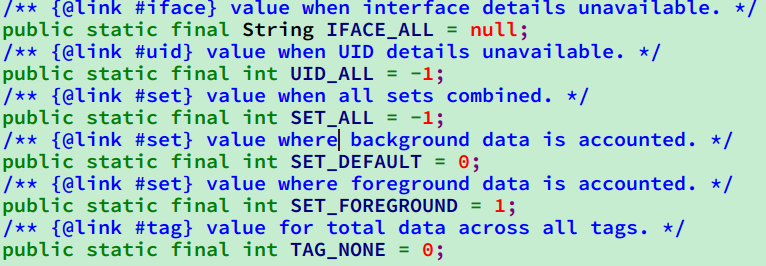 /** {@link #iface} value when interface details unavailable. */
public static final String IFACE_ALL = null;
/** {@link #uid} value when UID details unavailable. */
public static final int UID_ALL = -1;
/** {@link #set} value when all sets combined. */
public static final int SET_ALL = -1;
/** {@link #set} value where background data is accounted. */
public static final int SET_DEFAULT = 0;
/** {@link #set} value where foreground data is accounted. */
public static final int SET_FOREGROUND = 1;
/** {@link #tag} value for total data across all tags. */
public static final int TAG_NONE = 0;